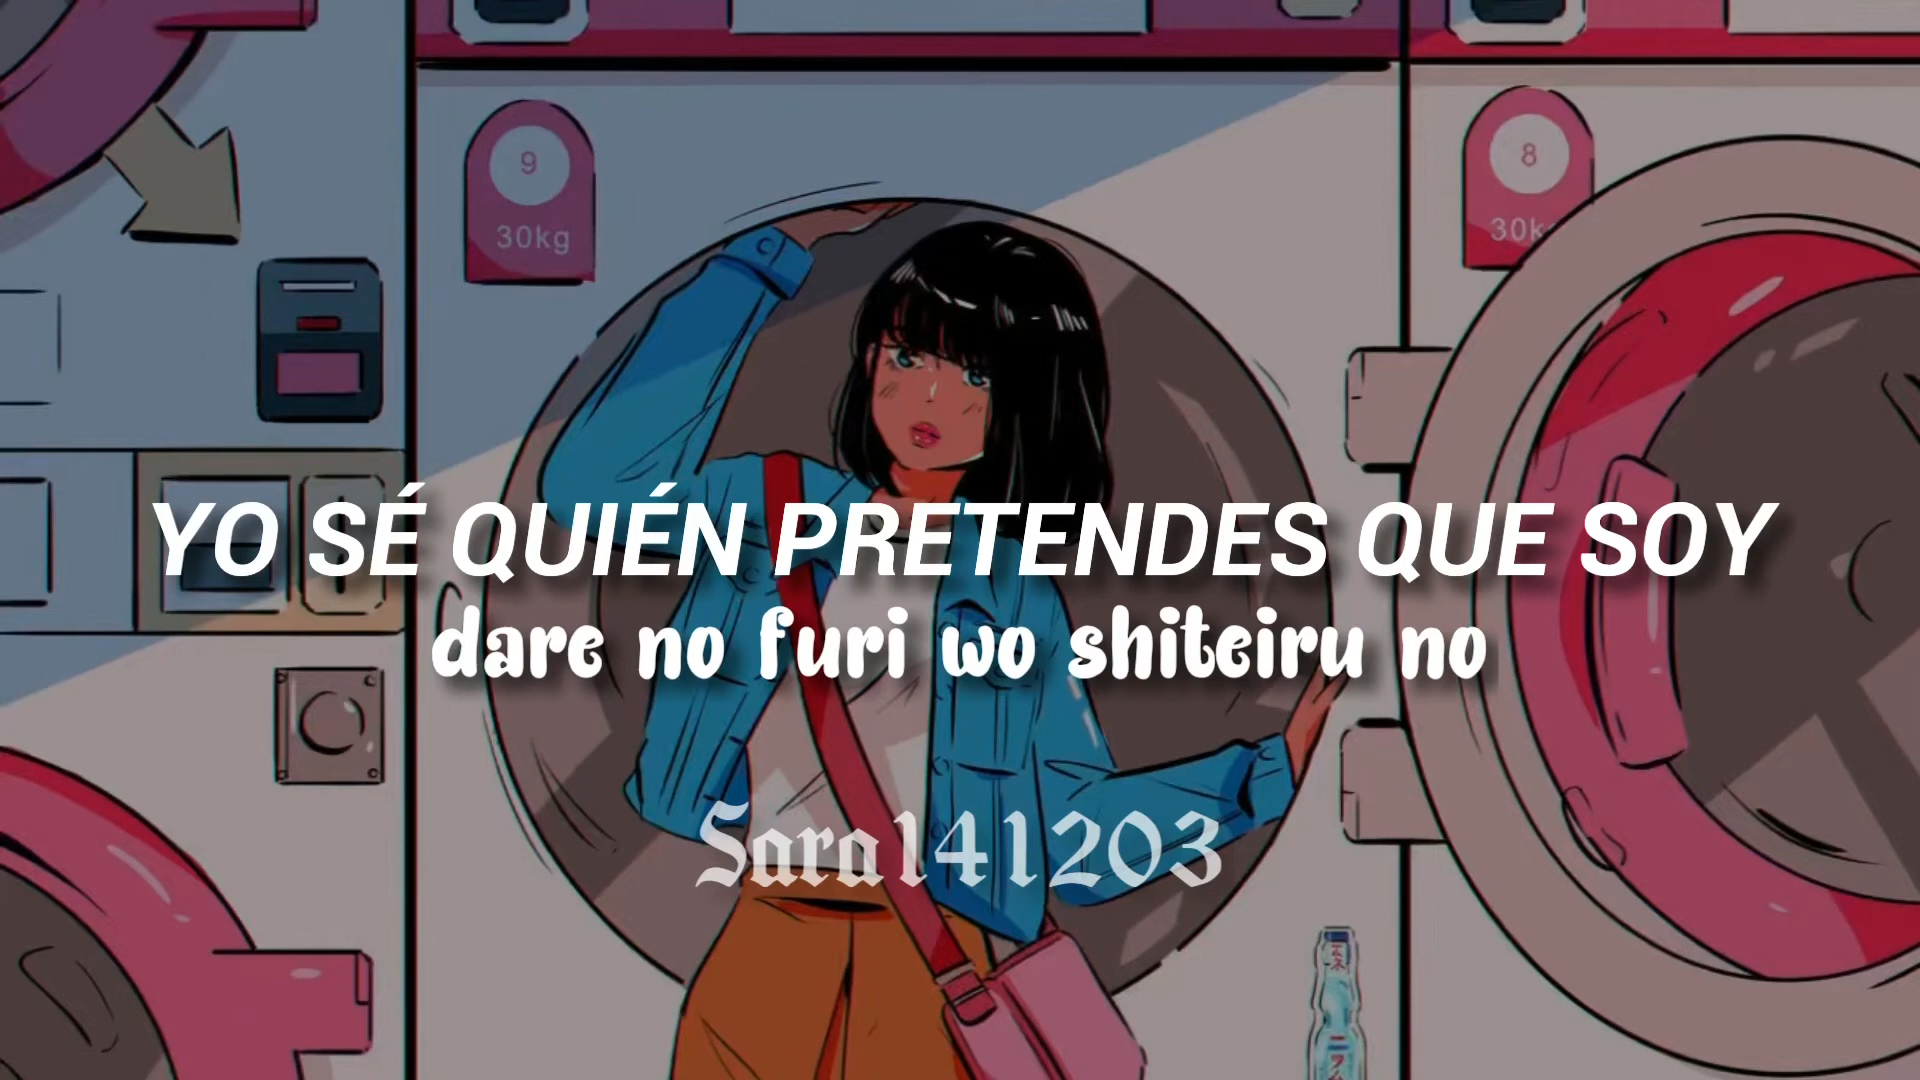 9
30kg
8
30k
YO SÉ QUIÉN PRETENDES QUE SOY
dare no furi wo shiteiru no
Sara141203